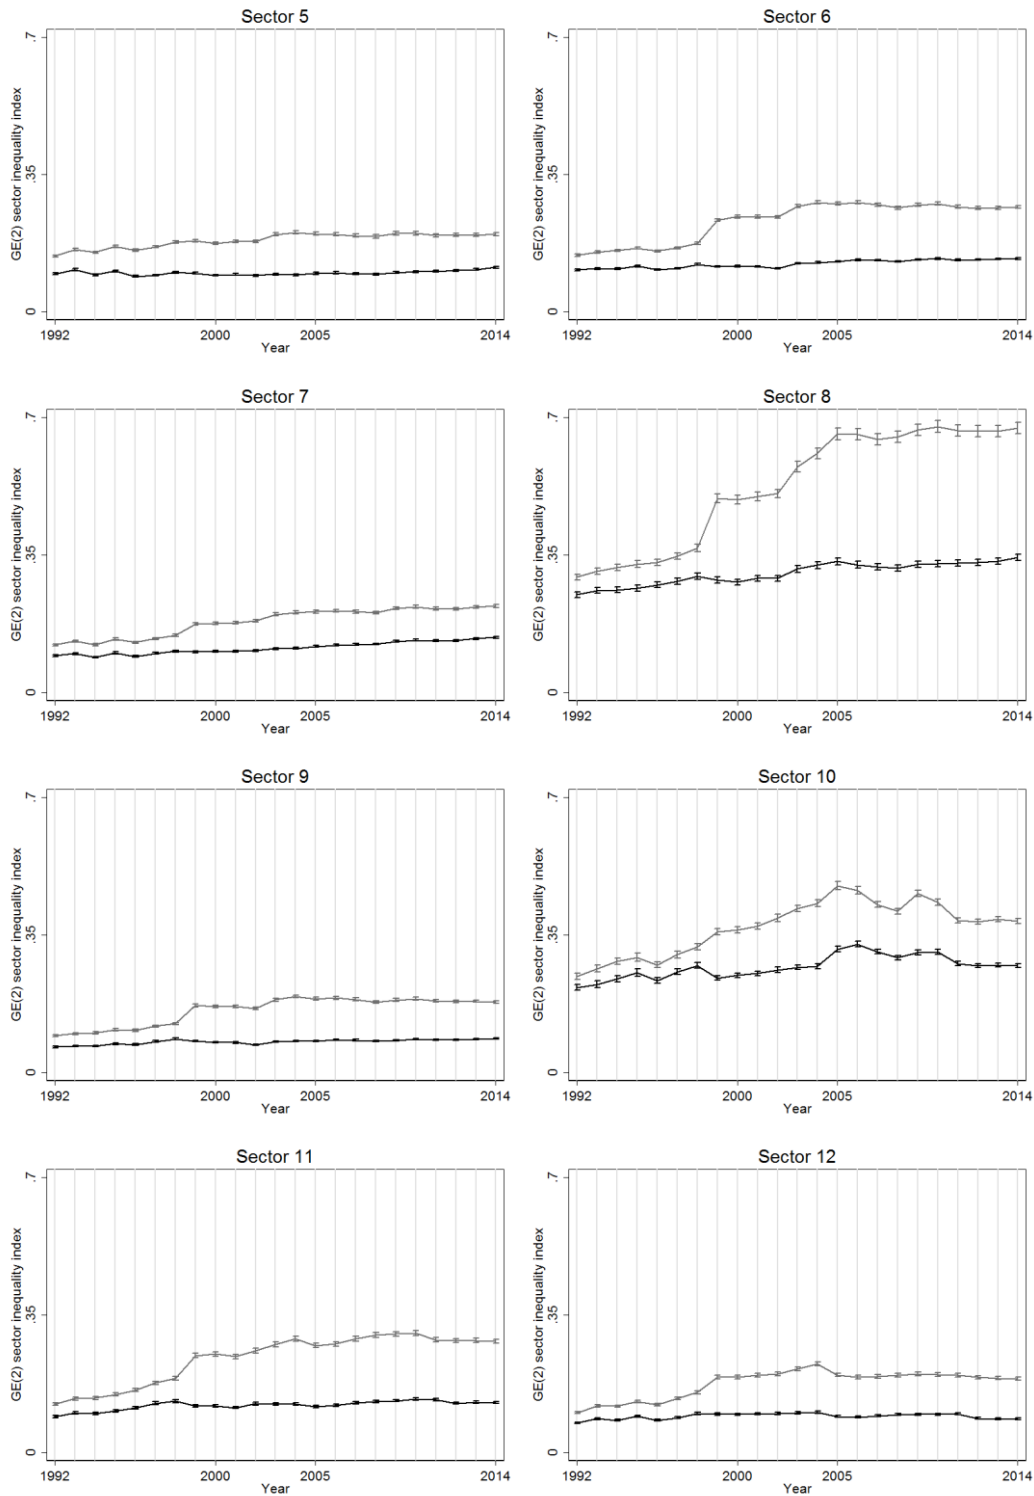 Sector 5
GE(2) sector inequality index
.7
.35
0
1992
2000
2005
2014
Year
Sector 6
GE(2) sector inequality index
.7
.35
0
1992
2000
2005
2014
Year
Sector 7
GE(2) sector inequality index
.7
.35
0
1992
2000
2005
2014
Year
Sector 8
GE(2) sector inequality index
.7
.35
0
1992
2000
2005
2014
Year
Sector 9
GE(2) sector inequality index
.7
.35
0
1992
2000
2005
2014
Year
Sector 10
GE(2) sector inequality index
.7
.35
0
1992
2000
2005
2014
Year
Sector 11
GE(2) sector inequality index
.7
.35
0
1992
2000
2005
2014
Year
Sector 12
GE(2) sector inequality index
.7
.35
0
1992
2000
2005
2014
Year